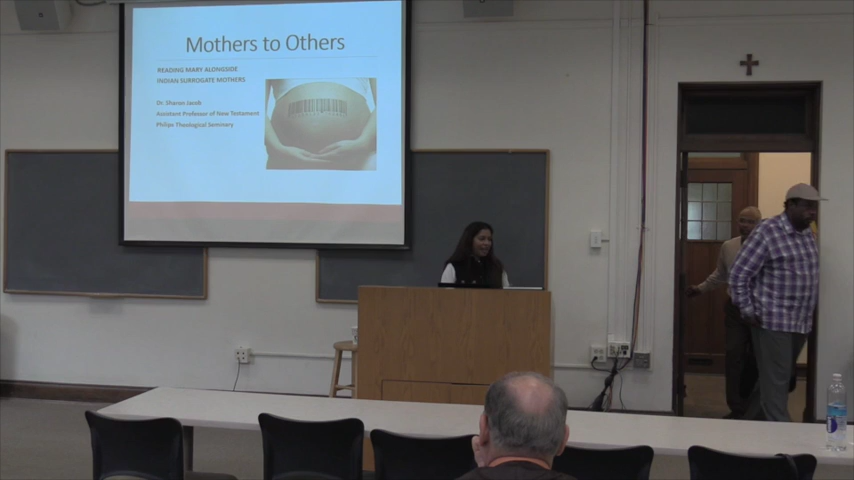 Mothers to Others
READING MARY ALONGSIDE
INDIAN SURROGATE MOTHERS
Dr. Sharon Jacob
Assistant Professor of New Testament
Philips Theological Seminary